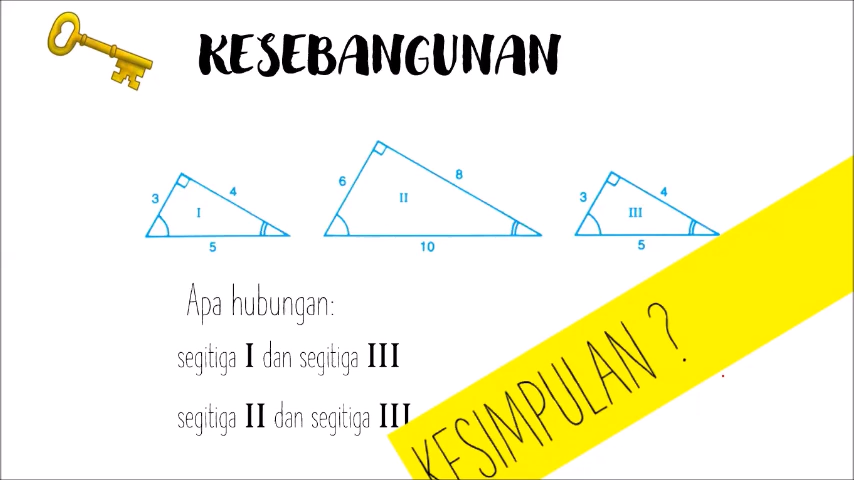 KESEBANGUNAN
3 4 6 8 3 4
I II III
5 10 5
Apa hubungan:
segitiga I dan segitiga III
segitiga II dan segitiga III
KESIMPULAN ?